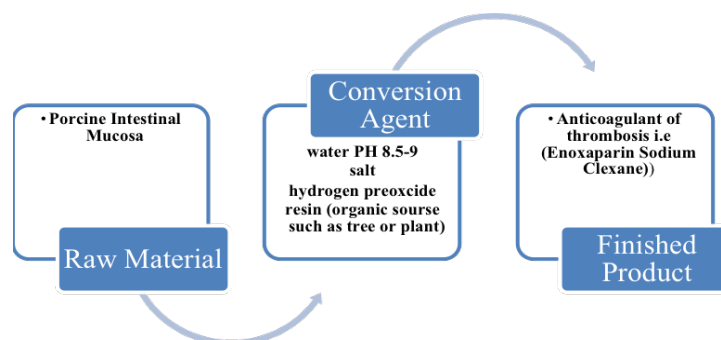 • Porcine Intestinal
Mucosa
Raw Material
Conversion
Agent
water PH 8.5-9
salt
hydrogen preoxcide
resin (organic sourse
such as tree or plant)
• Anticoagulant of
thrombosis i.e
(Enoxaparin Sodium
Clexane))
Finished
Product